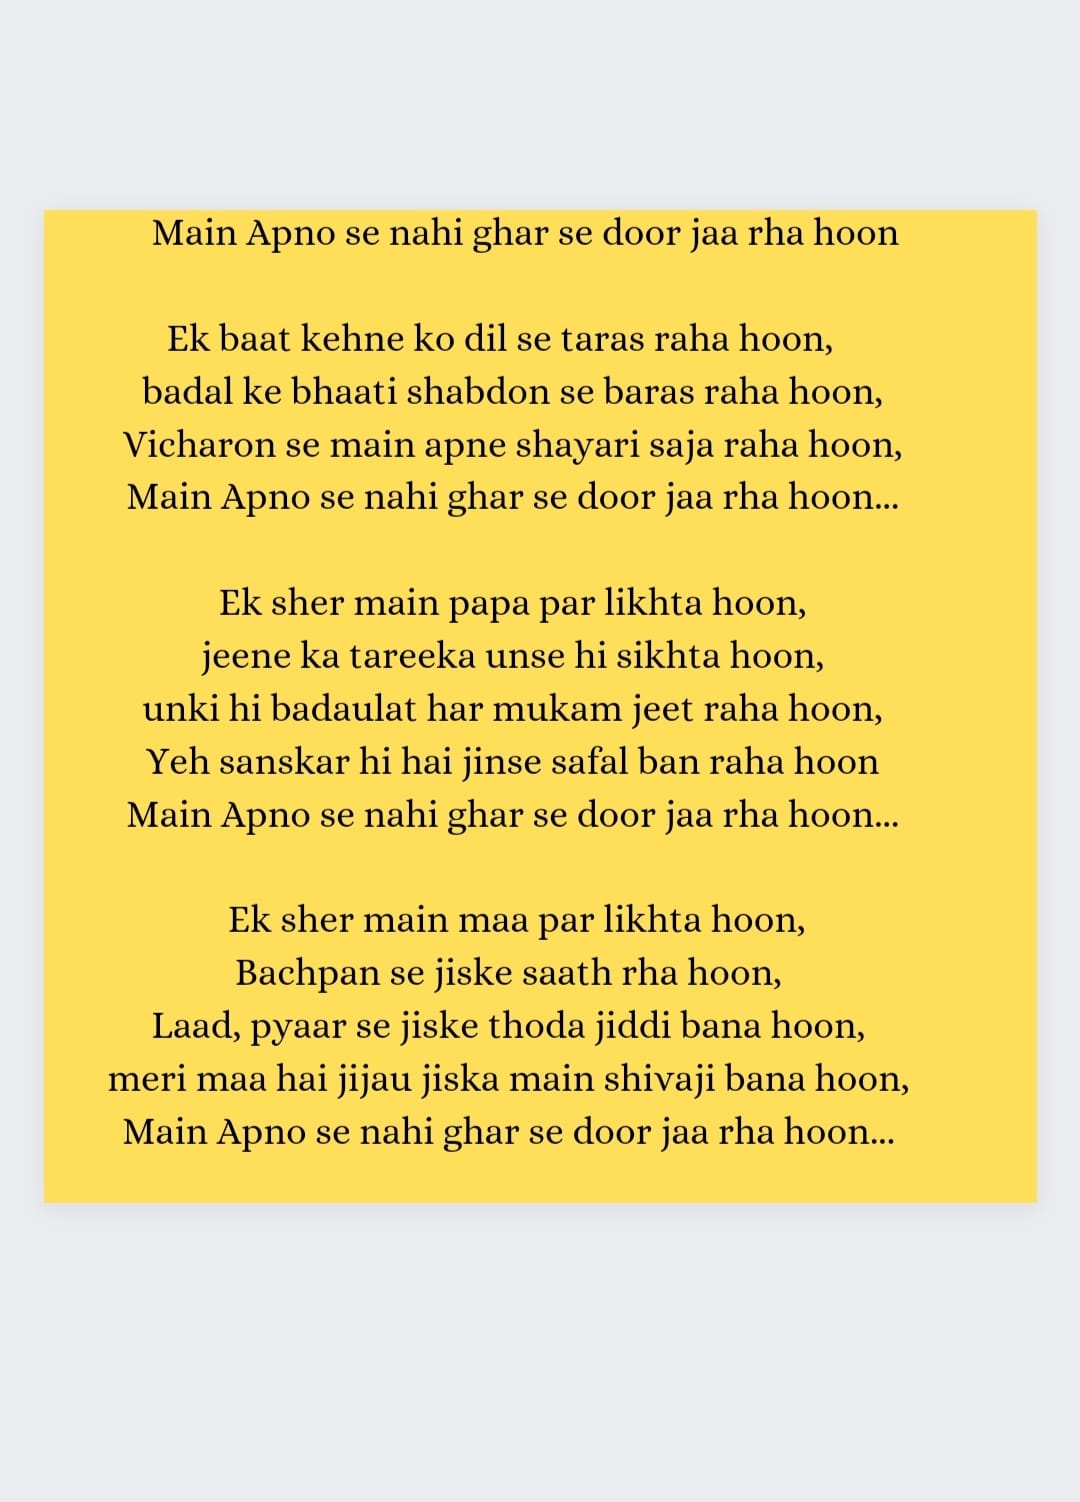 Main Apno se nahi ghar se door jaa rha hoon
Ek baat kehne ko dil se taras raha hoon,
badal ke bhaati shabdon se baras raha hoon,
Vicharon se main apne shayari saja raha hoon,
Main Apno se nahi ghar se door jaa rha hoon...
Ek sher main papa par likhta hoon,
jeene ka tareeka unse hi sikhta hoon,
unki hi badaulat har mukam jeet raha hoon,
Yeh sanskar hi hai jinse safal ban raha hoon
Main Apno se nahi ghar se door jaa rha hoon...
Ek sher main maa par likhta hoon,
Bachpan se jiske saath rha hoon,
Laad, pyaar se jiske thoda jiddi bana hoon,
meri maa hai jijau jiska main shivaji bana hoon,
Main Apno se nahi ghar se door jaa rha hoon...